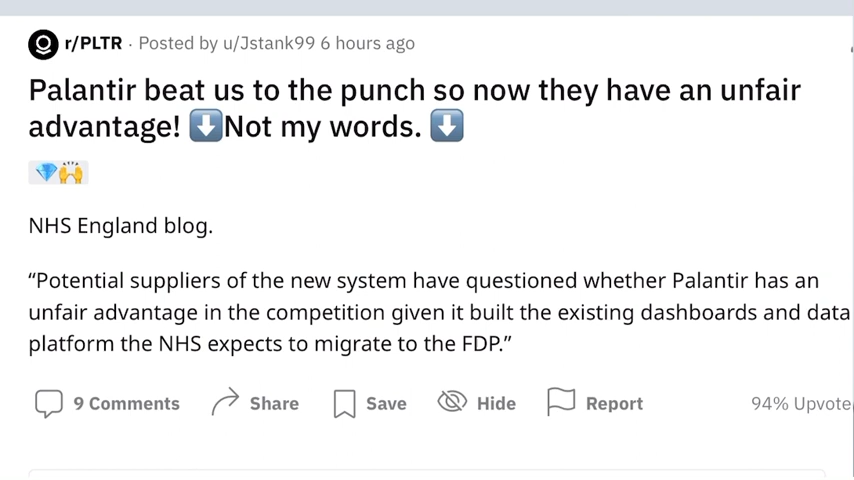 r/PLTR · Posted by u/Jstank99 6 hours ago
Palantir beat us to the punch so now they have an unfair
advantage! ⬇️Not my words. ⬇️
💎🙌
NHS England blog.
“Potential suppliers of the new system have questioned whether Palantir has an
unfair advantage in the competition given it built the existing dashboards and data
platform the NHS expects to migrate to the FDP.”
9 Comments Share Save Hide Report 94% Upvote